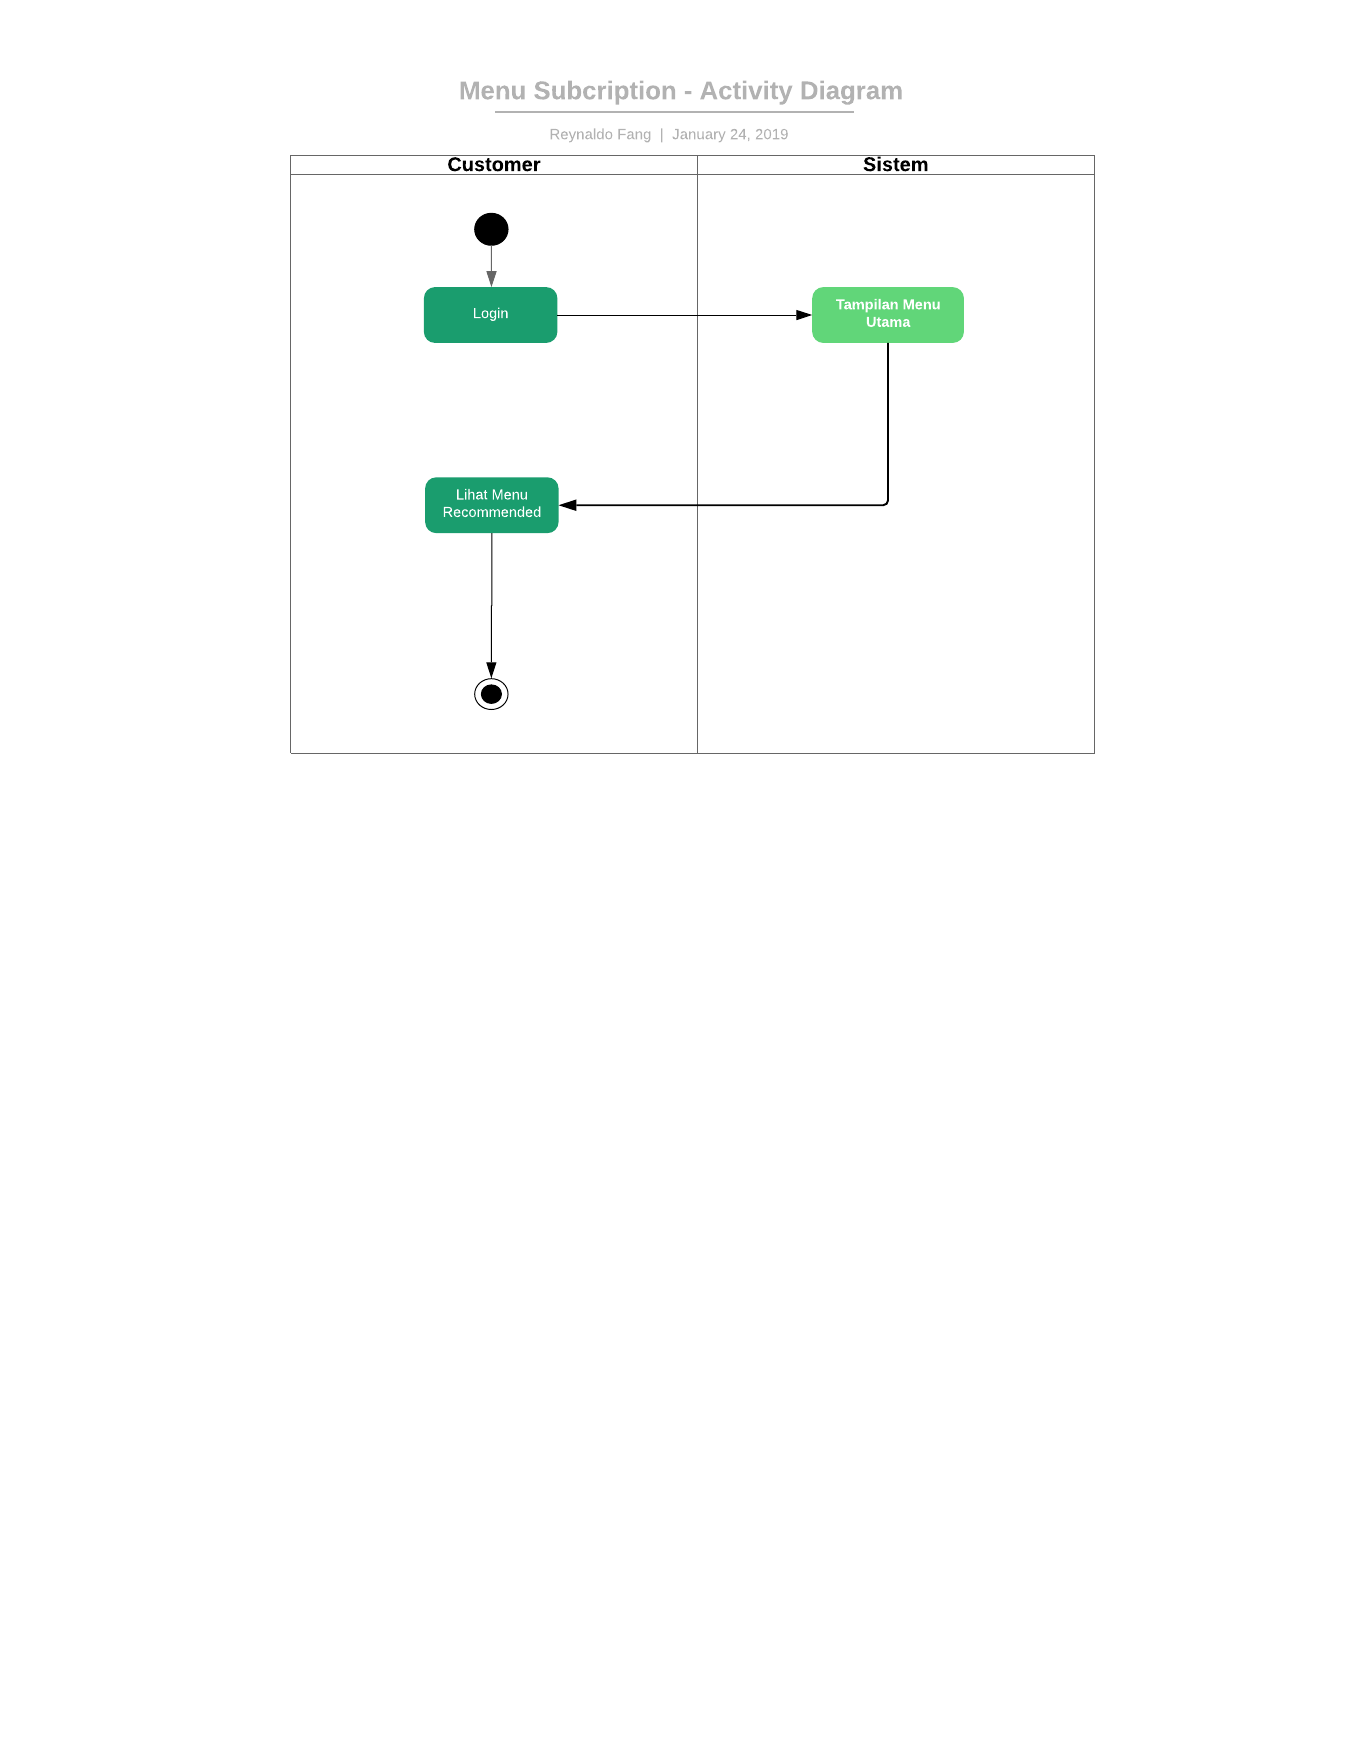 Menu Subcription - Activity Diagram
Reynaldo Fang | January 24, 2019
Customer
Sistem
Login
Tampilan Menu
Utama
Lihat Menu
Recommended